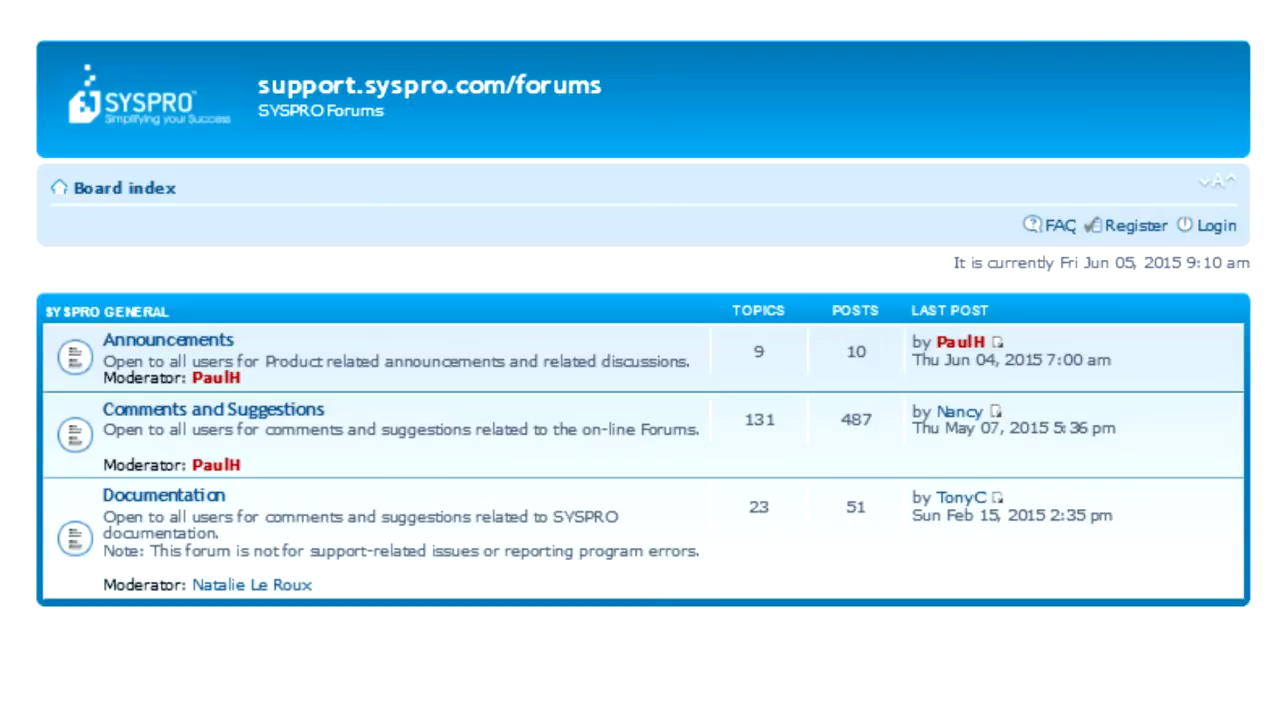 SYSPRO™
Simplifying your Success
support.syspro.com/forums
SYSPRO Forums
Board index
A
FAQ Register Login
It is currently Fri Jun 05, 2015 9:10 am
SYSPRO GENERAL TOPICS POSTS LAST POST
Announcements
Open to all users for Product related announcements and related discussions.
Moderator: PaulH
9 10
by PaulH
Thu Jun 04, 2015 7:00 am
Comments and Suggestions
Open to all users for comments and suggestions related to the on-line Forums.
Moderator: PaulH
131 487
by Nancy
Thu May 07, 2015 5:36 pm
Documentation
Open to all users for comments and suggestions related to SYSPRO
documentation.
Note: This forum is not for support-related issues or reporting program errors.
Moderator: Natalie Le Roux
23 51
by TonyC
Sun Feb 15, 2015 2:35 pm